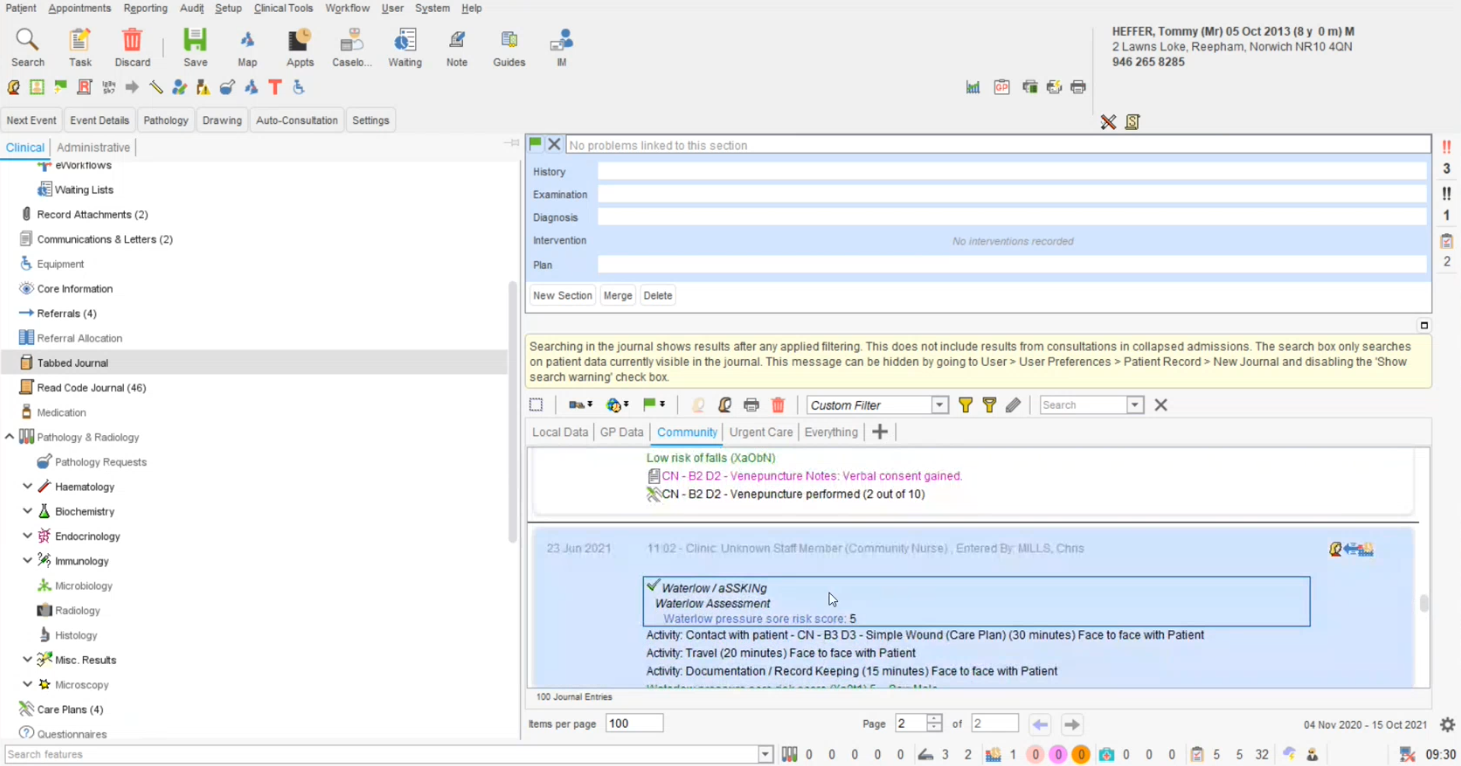 Patient Appointments Reporting Audit Setup Clinical Tools Workflow User System Help
Search Task Discard Save Map Appts Caselo... Waiting Note Guides IM
HEFFER, Tommy (Mr) 05 Oct 2013 (8 y 0 m) M
2 Lawns Loke, Reepham, Norwich NR10 4QN
946 265 8285
GP
Next Event Event Details Pathology Drawing Auto-Consultation Settings
Clinical Administrative
eWorkflows
Waiting Lists
Record Attachments (2)
Communications & Letters (2)
Equipment
Core Information
Referrals (4)
Referral Allocation
Tabbed Journal
Read Code Journal (46)
Medication
Pathology & Radiology
Pathology Requests
Haematology
Biochemistry
Endocrinology
Immunology
Microbiology
Radiology
Histology
Misc. Results
Microscopy
Care Plans (4)
Questionnaires
No problems linked to this section
History
Examination
Diagnosis
Intervention No interventions recorded
Plan
New Section Merge Delete
!!
3
!!
1
2
Searching in the journal shows results after any applied filtering. This does not include results from consultations in collapsed admissions. The search box only searches
on patient data currently visible in the journal. This message can be hidden by going to User > User Preferences > Patient Record > New Journal and disabling the 'Show
search warning' check box.
Custom Filter Search
Local Data GP Data Community Urgent Care Everything
Low risk of falls (XaObN)
CN - B2 D2 - Venepuncture Notes: Verbal consent gained.
CN - B2 D2 - Venepuncture performed (2 out of 10)
23 Jun 2021 11:02 - Clinic: Unknown Staff Member (Community Nurse) , Entered By: MILLS, Chris
Waterlow / aSSKINg
Waterlow Assessment
Waterlow pressure sore risk score: 5
Activity: Contact with patient - CN - B3 D3 - Simple Wound (Care Plan) (30 minutes) Face to face with Patient
Activity: Travel (20 minutes) Face to face with Patient
Activity: Documentation / Record Keeping (15 minutes) Face to face with Patient
100 Journal Entries
Items per page 100 Page 2 of 2 04 Nov 2020 - 15 Oct 2021
Search features 0 0 0 0 0 3 2 1 0 0 0 0 0 0 5 5 32 09:30